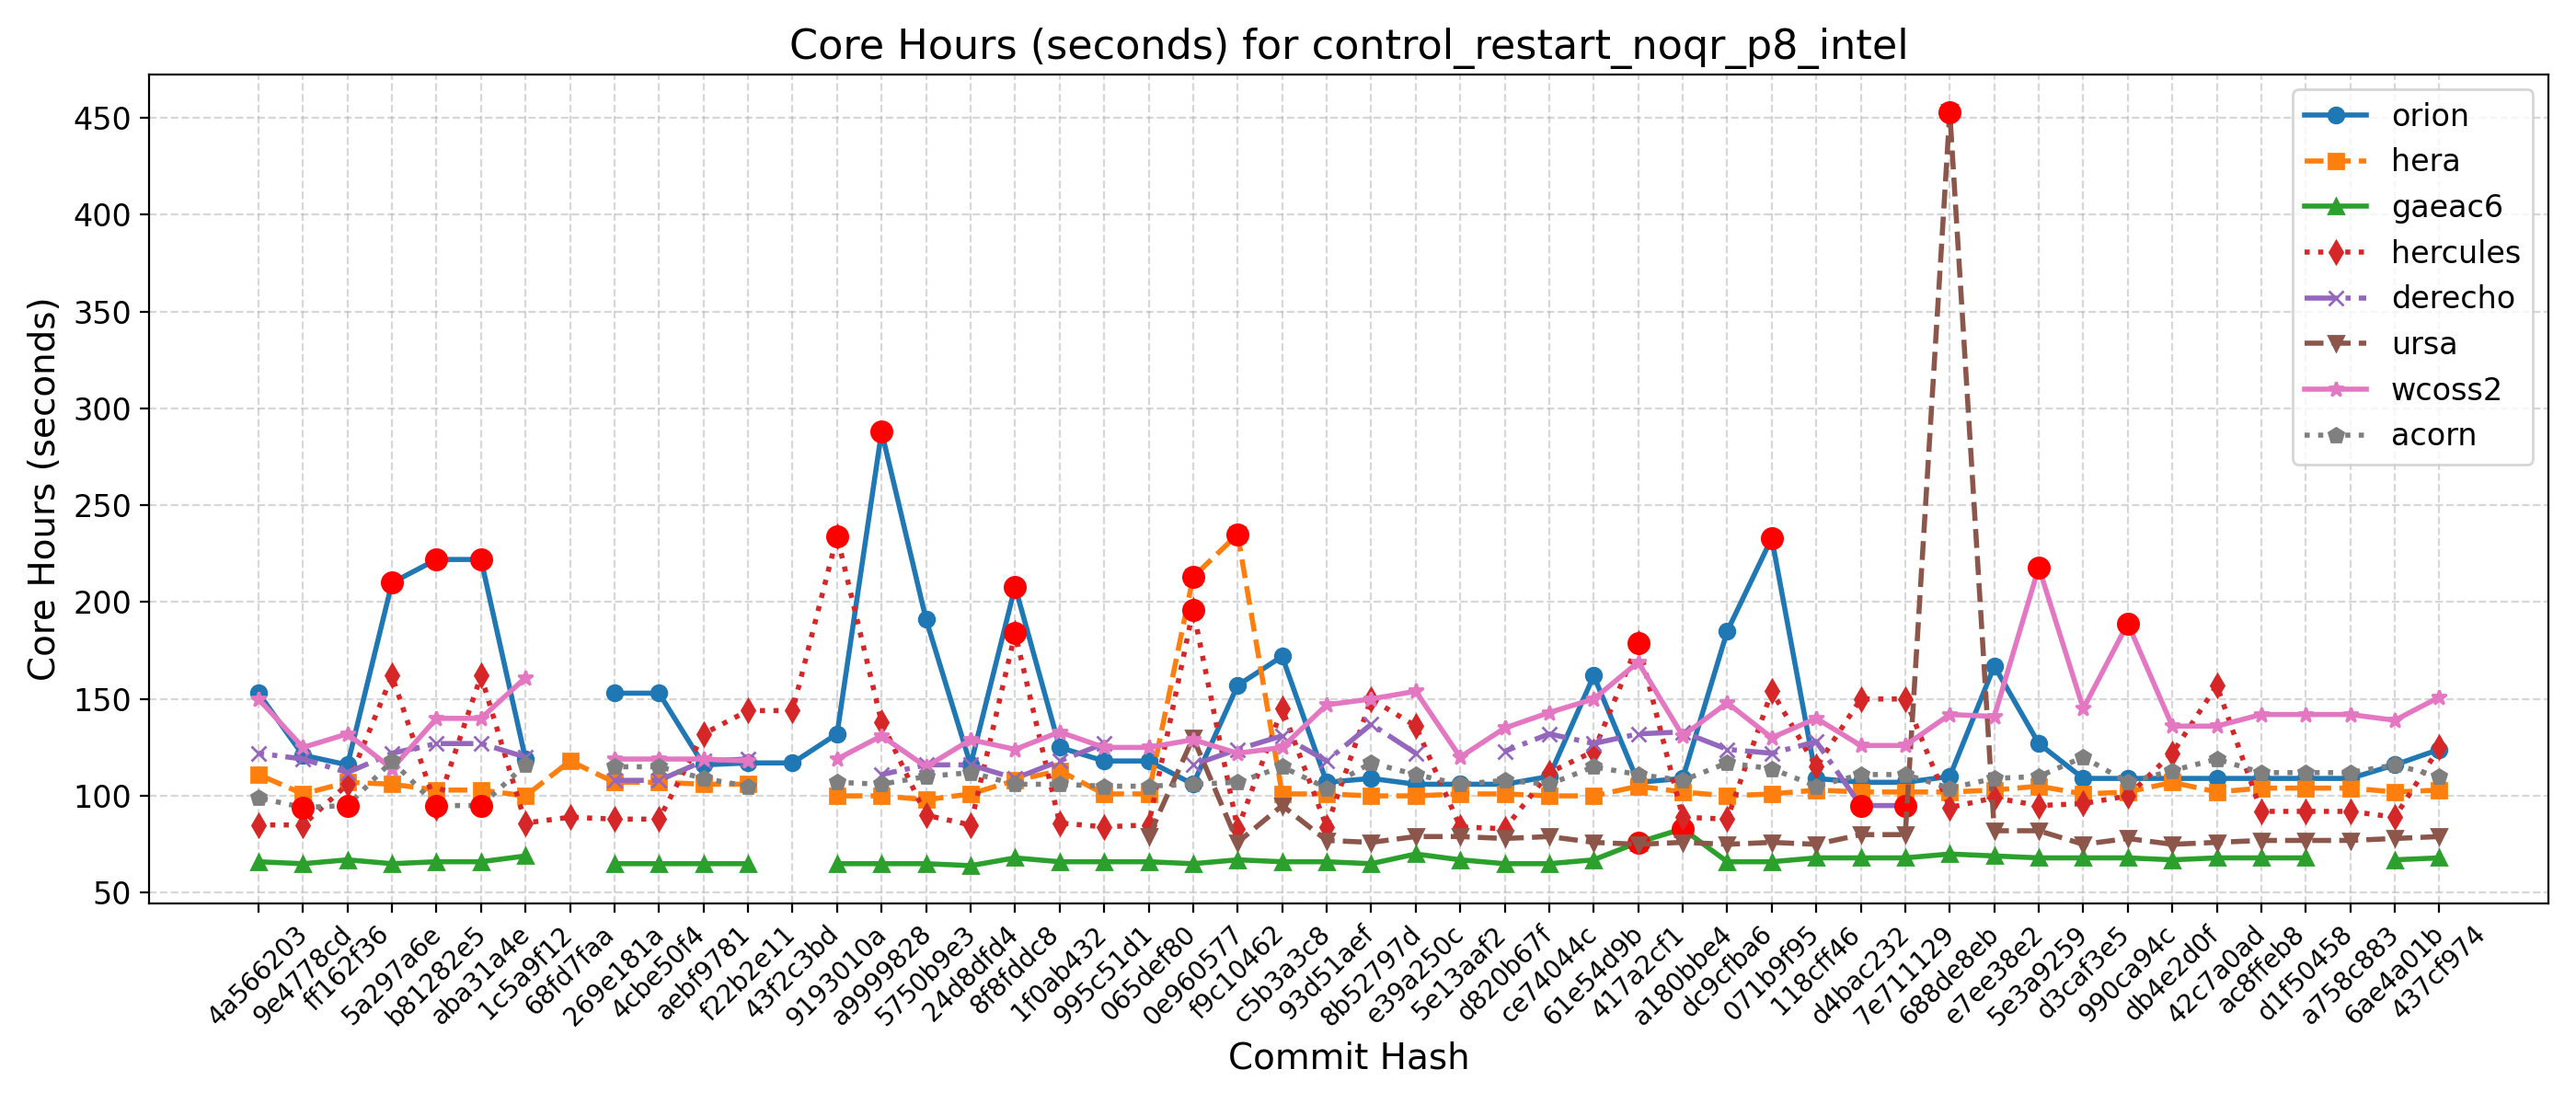 Core Hours (seconds) for control_restart_noqr_p8_intel
Core Hours (seconds)
450
400
350
300
250
200
150
100
50
orion
hera
gaeac6
hercules
derecho
ursa
wcoss2
acorn
4a566203
9e4778cd
ff162f36
5a297a6e
b81282e5
aba31a4e
1c5a9f12
68fd7faa
269e181a
4cbe50f4
aebf9781
f22b2e11
43f2c3bd
9193010a
a9999828
5750b9e3
24d8dfd4
8f8fddc8
1f0ab432
995c51d1
065def80
0e960577
f9c10462
c5b3a3c8
93d51aef
8b52797d
e39a250c
5e13aaf2
d820b67f
ce74044c
61e54d9b
417a2cf1
a180bbe4
dc9cfba6
071b9f95
118cff46
d4bac232
7e711129
688de8eb
e7ee38e2
5e3a9259
d3caf3e5
990ca94c
db4e2d0f
42c7a0ad
ac8ffeb8
d1f50458
a758c883
6ae4a01b
437cf974
Commit Hash